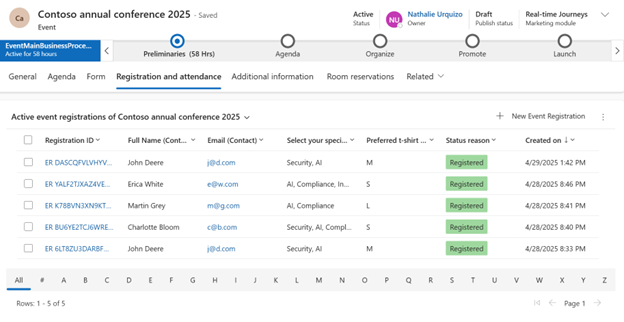 Ca
Contoso annual conference 2025 - Saved
Event
Active
Status
NU
Nathalie Urquizo
Owner
Draft
Publish status
Real-time Journeys
Marketing module
EventMainBusinessProce...
Active for 58 hours
Preliminaries (58 Hrs)
Agenda
Organize
Promote
Launch
General Agenda Form Registration and attendance Additional information Room reservations Related
Active event registrations of Contoso annual conference 2025
New Event Registration
Registration ID Full Name (Cont... Email (Contact) Select your speci... Preferred t-shirt ... Status reason Created on
ER DASCQFVLVHYV... John Deere j@d.com Security, AI M Registered 4/29/2025 1:42 PM
ER YALF2TJXAZ4VE... Erica White e@w.com AI, Compliance, In... S Registered 4/28/2025 8:46 PM
ER K78BVN3XN9KT... Martin Grey m@g.com AI, Compliance L Registered 4/28/2025 8:41 PM
ER BU6YE2TCJ6WRE... Charlotte Bloom c@b.com Security, AI, Compl... S Registered 4/28/2025 8:40 PM
ER 6LT8ZU3DARBF... John Deere j@d.com Security, AI M Registered 4/28/2025 8:33 PM
All # A B C D E F G H I J K L M N O P Q R S T U V W X Y Z
Rows: 1 - 5 of 5
Page 1